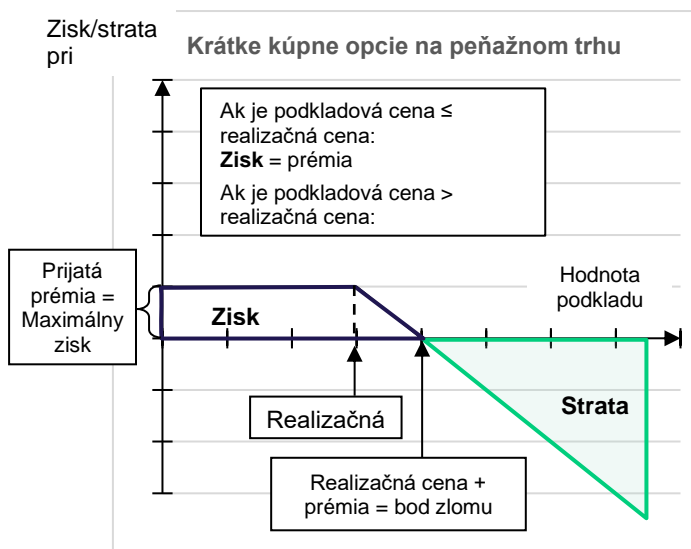 Zisk/strata
pri
Krátke kúpne opcie na peňažnom trhu
Ak je podkladová cena ≤
realizačná cena:
Zisk = prémia
Ak je podkladová cena >
realizačná cena:
Prijatá
prémia =
Maximálny
zisk
Hodnota
podkladu
Zisk
Strata
Realizačná
Realizačná cena +
prémia = bod zlomu